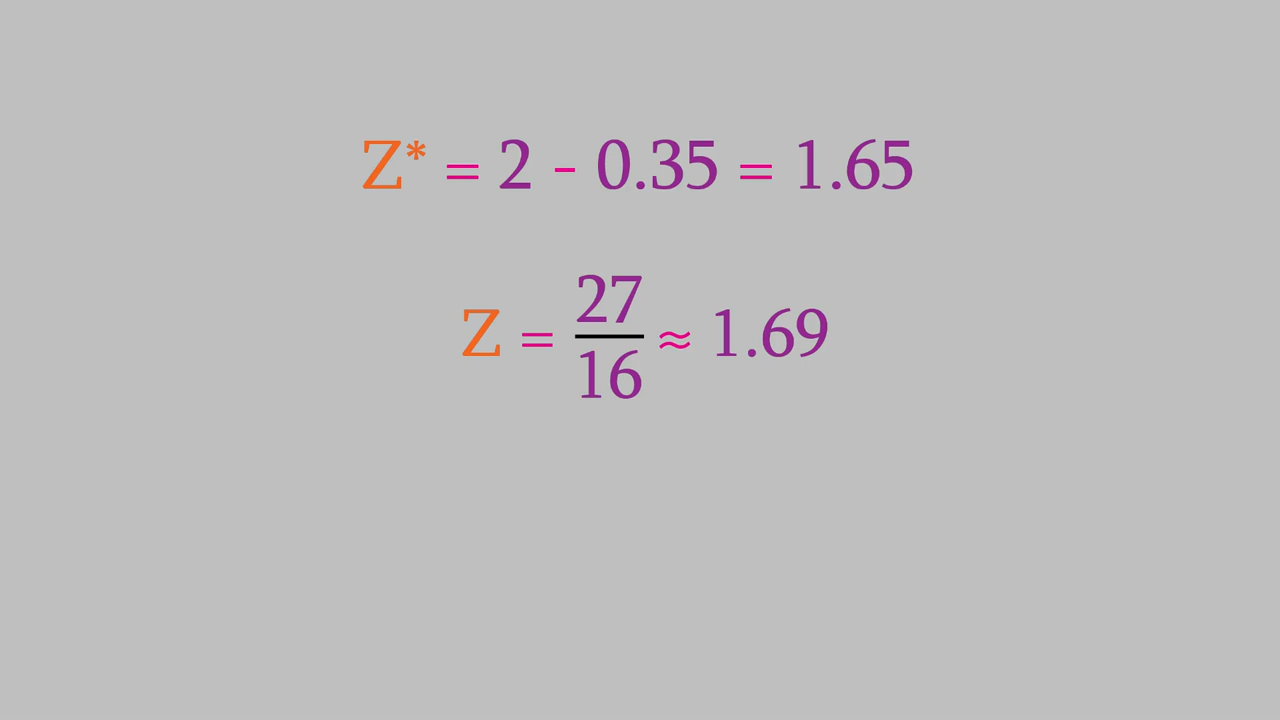 Z* = 2 - 0.35 = 1.65
Z = 27/16 ≈ 1.69